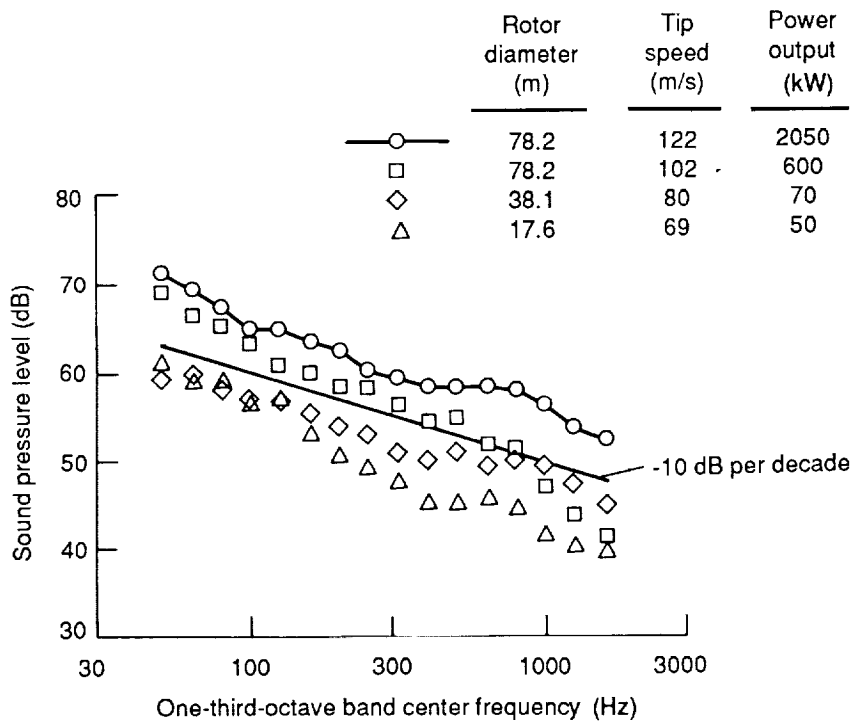 Rotor diameter (m)
Tip speed (m/s)
Power output (kW)
78.2 122 2050
78.2 102 600
38.1 80 70
17.6 69 50
80
70
60
50
40
30
Sound pressure level (dB)
-10 dB per decade
30 100 300 1000 3000
One-third-octave band center frequency (Hz)